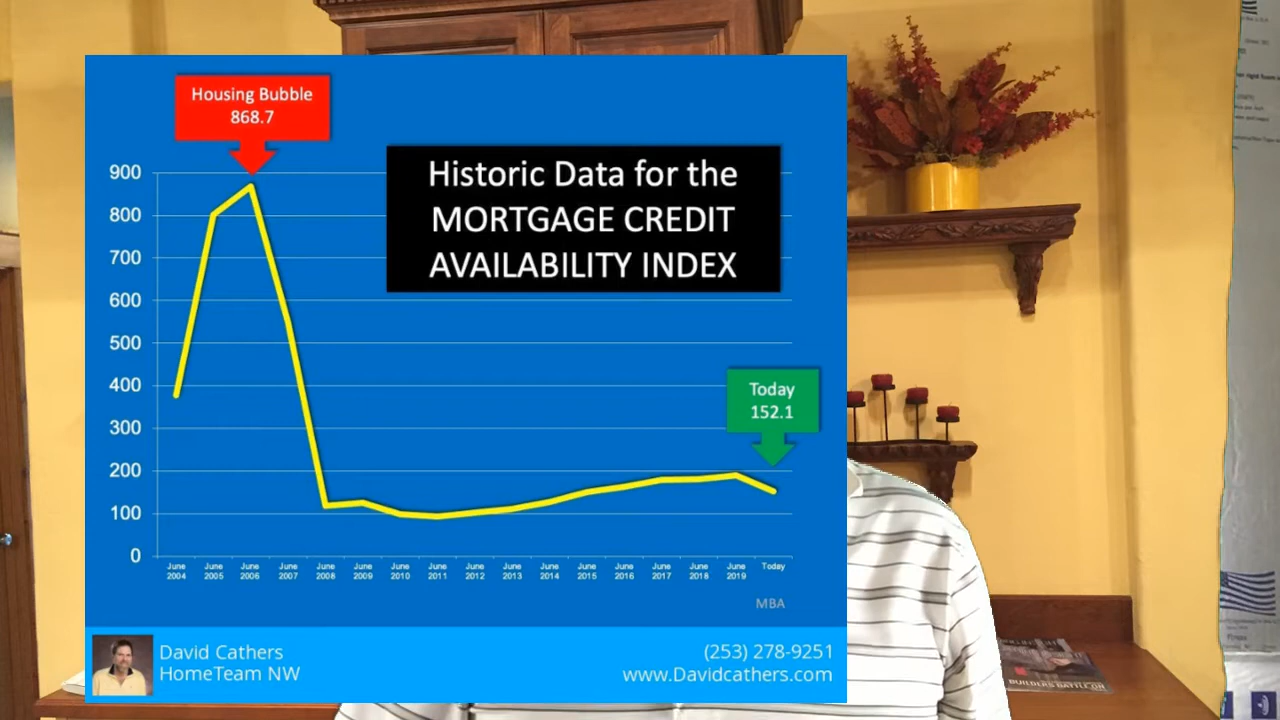 Housing Bubble
868.7
Historic Data for the
MORTGAGE CREDIT
AVAILABILITY INDEX
900
800
700
600
500
400
300
200
100
0
Today
152.1
June 2004
June 2005
June 2006
June 2007
June 2008
June 2009
June 2010
June 2011
June 2012
June 2013
June 2014
June 2015
June 2016
June 2017
June 2018
June 2019
Today
MBA
David Cathers
HomeTeam NW
(253) 278-9251
www.Davidcathers.com
BUILDERS BATTLE